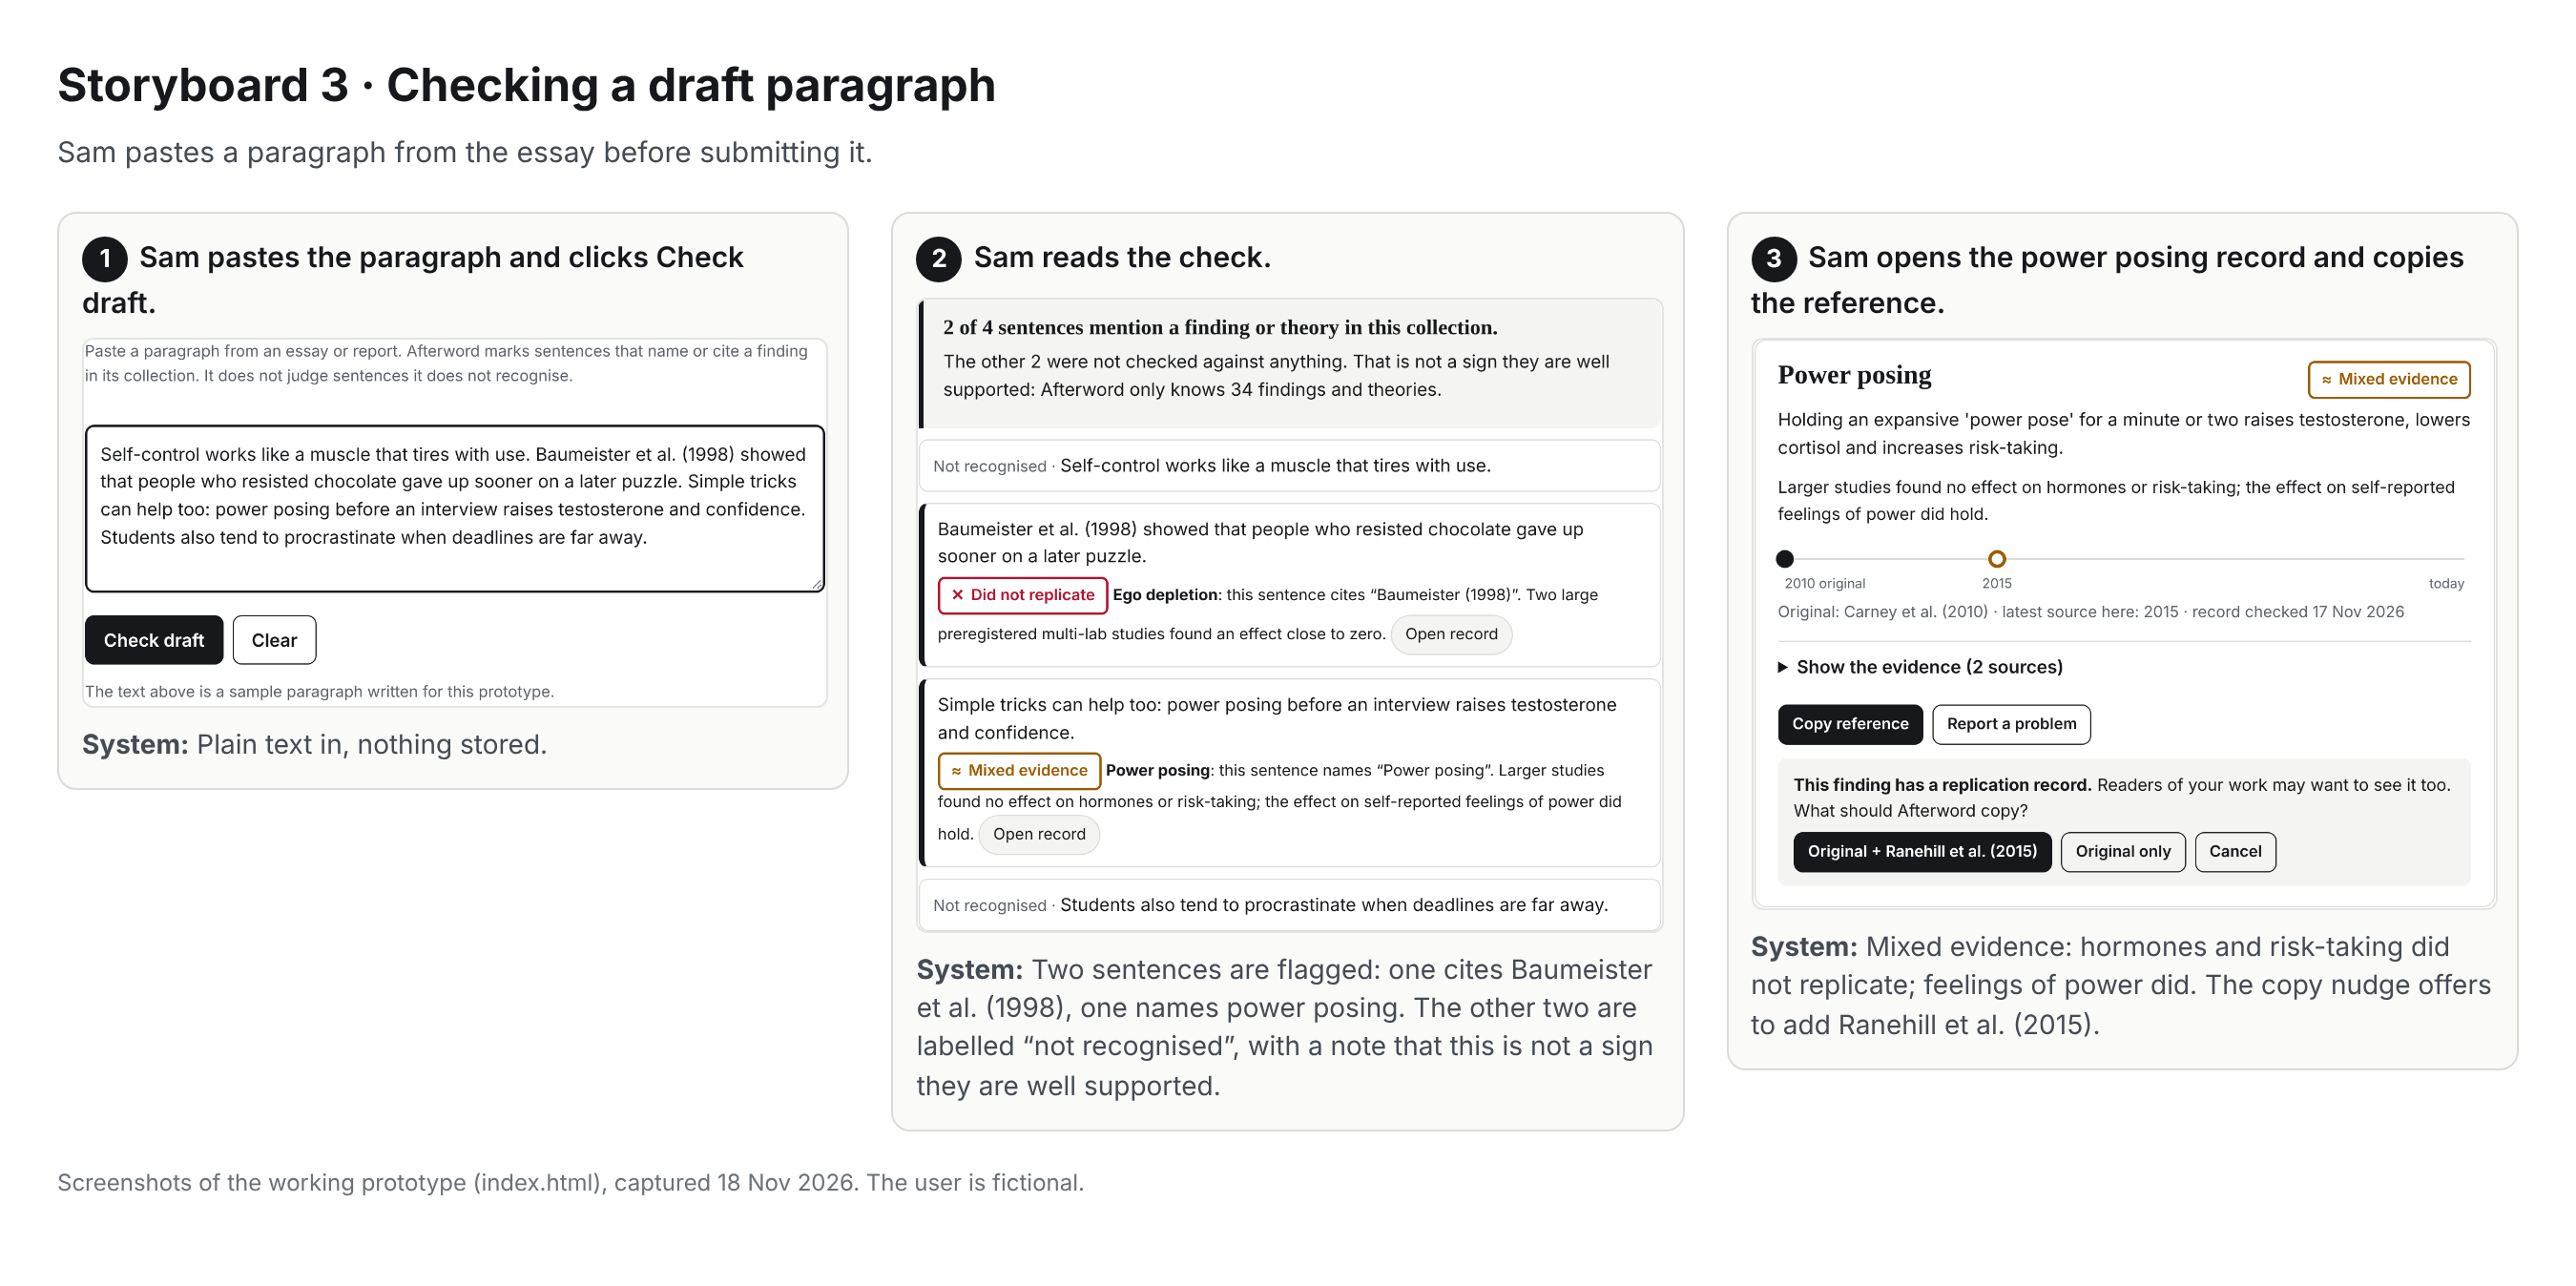 Storyboard 3 · Checking a draft paragraph
Sam pastes a paragraph from the essay before submitting it.
1 Sam pastes the paragraph and clicks Check
draft.
Paste a paragraph from an essay or report. Afterword marks sentences that name or cite a finding
in its collection. It does not judge sentences it does not recognise.
Self-control works like a muscle that tires with use. Baumeister et al. (1998) showed
that people who resisted chocolate gave up sooner on a later puzzle. Simple tricks
can help too: power posing before an interview raises testosterone and confidence.
Students also tend to procrastinate when deadlines are far away.
Check draft Clear
The text above is a sample paragraph written for this prototype.
System: Plain text in, nothing stored.
2 Sam reads the check.
2 of 4 sentences mention a finding or theory in this collection.
The other 2 were not checked against anything. That is not a sign they are well
supported: Afterword only knows 34 findings and theories.
Not recognised · Self-control works like a muscle that tires with use.
Baumeister et al. (1998) showed that people who resisted chocolate gave up
sooner on a later puzzle.
✕ Did not replicate Ego depletion: this sentence cites “Baumeister (1998)”. Two large
preregistered multi-lab studies found an effect close to zero. Open record
Simple tricks can help too: power posing before an interview raises testosterone
and confidence.
≈ Mixed evidence Power posing: this sentence names “Power posing”. Larger studies
found no effect on hormones or risk-taking; the effect on self-reported feelings of power did
hold. Open record
Not recognised · Students also tend to procrastinate when deadlines are far away.
System: Two sentences are flagged: one cites Baumeister
et al. (1998), one names power posing. The other two are
labelled “not recognised”, with a note that this is not a sign
they are well supported.
3 Sam opens the power posing record and copies
the reference.
Power posing ≈ Mixed evidence
Holding an expansive 'power pose' for a minute or two raises testosterone, lowers
cortisol and increases risk-taking.
Larger studies found no effect on hormones or risk-taking; the effect on self-reported
feelings of power did hold.
2010 original 2015 today
Original: Carney et al. (2010) · latest source here: 2015 · record checked 17 Nov 2026
▶ Show the evidence (2 sources)
Copy reference Report a problem
This finding has a replication record. Readers of your work may want to see it too.
What should Afterword copy?
Original + Ranehill et al. (2015) Original only Cancel
System: Mixed evidence: hormones and risk-taking did
not replicate; feelings of power did. The copy nudge offers
to add Ranehill et al. (2015).
Screenshots of the working prototype (index.html), captured 18 Nov 2026. The user is fictional.